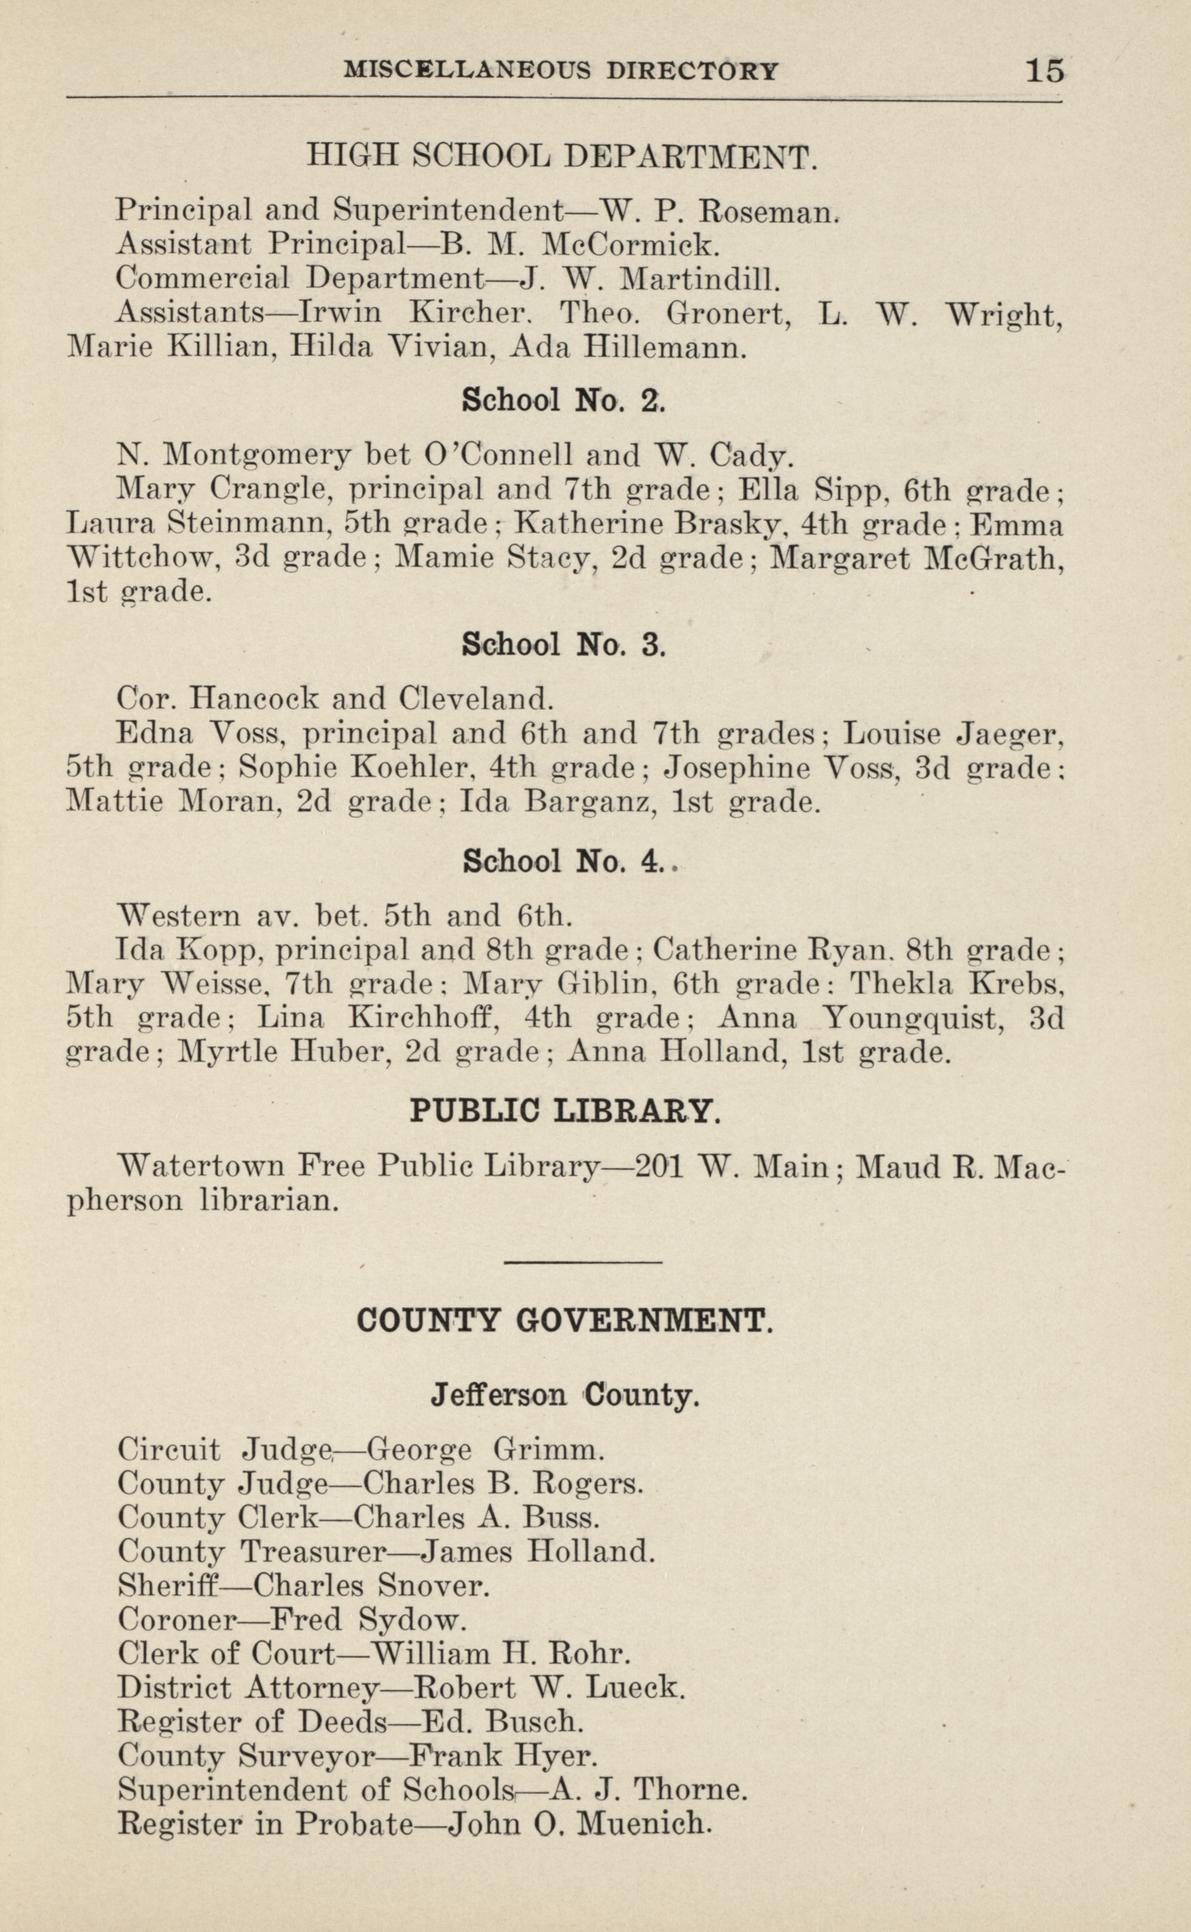 MISCELLANEOUS DIRECTORY 15
HIGH SCHOOL DEPARTMENT.
Principal and Superintendent—W. P. Roseman.
Assistant Principal—B. M. McCormick.
Commercial Department—J. W. Martindill.
Assistants—Irwin Kircher. Theo. Gronert, L. W. Wright,
Marie Killian, Hilda Vivian, Ada Hillemann.
School No. 2.
N. Montgomery bet O'Connell and W. Cady.
Mary Crangle, principal and 7th grade; Ella Sipp, 6th grade;
Laura Steinmann, 5th grade; Katherine Brasky, 4th grade; Emma
Wittchow, 3d grade; Mamie Stacy, 2d grade; Margaret McGrath,
1st grade.
School No. 3.
Cor. Hancock and Cleveland.
Edna Voss, principal and 6th and 7th grades; Louise Jaeger,
5th grade; Sophie Koehler, 4th grade; Josephine Voss, 3d grade;
Mattie Moran, 2d grade; Ida Barganz, 1st grade.
School No. 4..
Western av. bet. 5th and 6th.
Ida Kopp, principal and 8th grade; Catherine Ryan. 8th grade;
Mary Weisse, 7th grade; Mary Giblin, 6th grade; Thekla Krebs,
5th grade; Lina Kirchhoff, 4th grade; Anna Youngquist, 3d
grade; Myrtle Huber, 2d grade; Anna Holland, 1st grade.
PUBLIC LIBRARY.
Watertown Free Public Library—201 W. Main; Maud R. Mac-
pherson librarian.
COUNTY GOVERNMENT.
Jefferson County.
Circuit Judge—George Grimm.
County Judge—Charles B. Rogers.
County Clerk—Charles A. Buss.
County Treasurer—James Holland.
Sheriff—Charles Snover.
Coroner—Fred Sydow.
Clerk of Court—William H. Rohr.
District Attorney—Robert W. Lueck.
Register of Deeds—Ed. Busch.
County Surveyor—Frank Hyer.
Superintendent of Schools—A. J. Thorne.
Register in Probate—John O. Muenich.